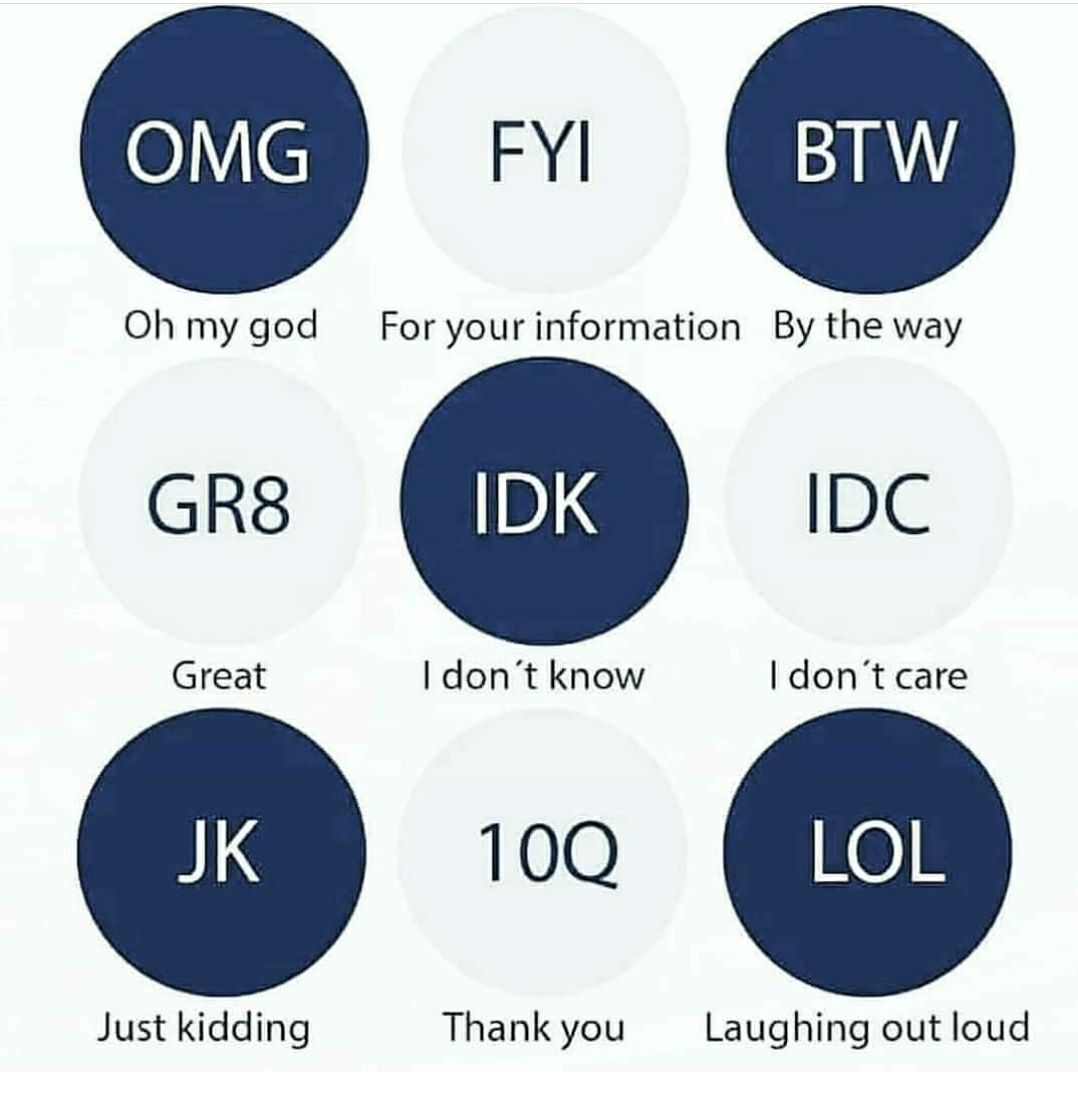 OMG FYI BTW
Oh my god For your information By the way
GR8 IDK IDC
Great I don´t know I don´t care
JK 10Q LOL
Just kidding Thank you Laughing out loud